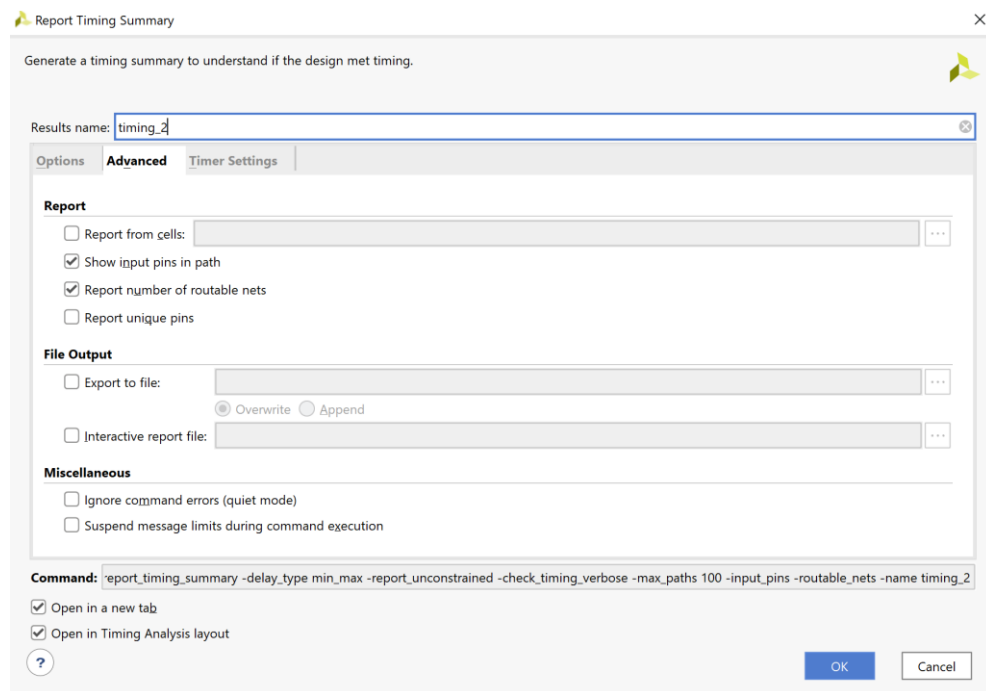 Report Timing Summary
Generate a timing summary to understand if the design met timing.
Results name: timing_2
Options Advanced Timer Settings
Report
Report from cells: ...
Show input pins in path
Report number of routable nets
Report unique pins
File Output
Export to file: ...
Overwrite Append
Interactive report file: ...
Miscellaneous
Ignore command errors (quiet mode)
Suspend message limits during command execution
Command: report_timing_summary -delay_type min_max -report_unconstrained -check_timing_verbose -max_paths 100 -input_pins -routable_nets -name timing_2
Open in a new tab
Open in Timing Analysis layout
? OK Cancel